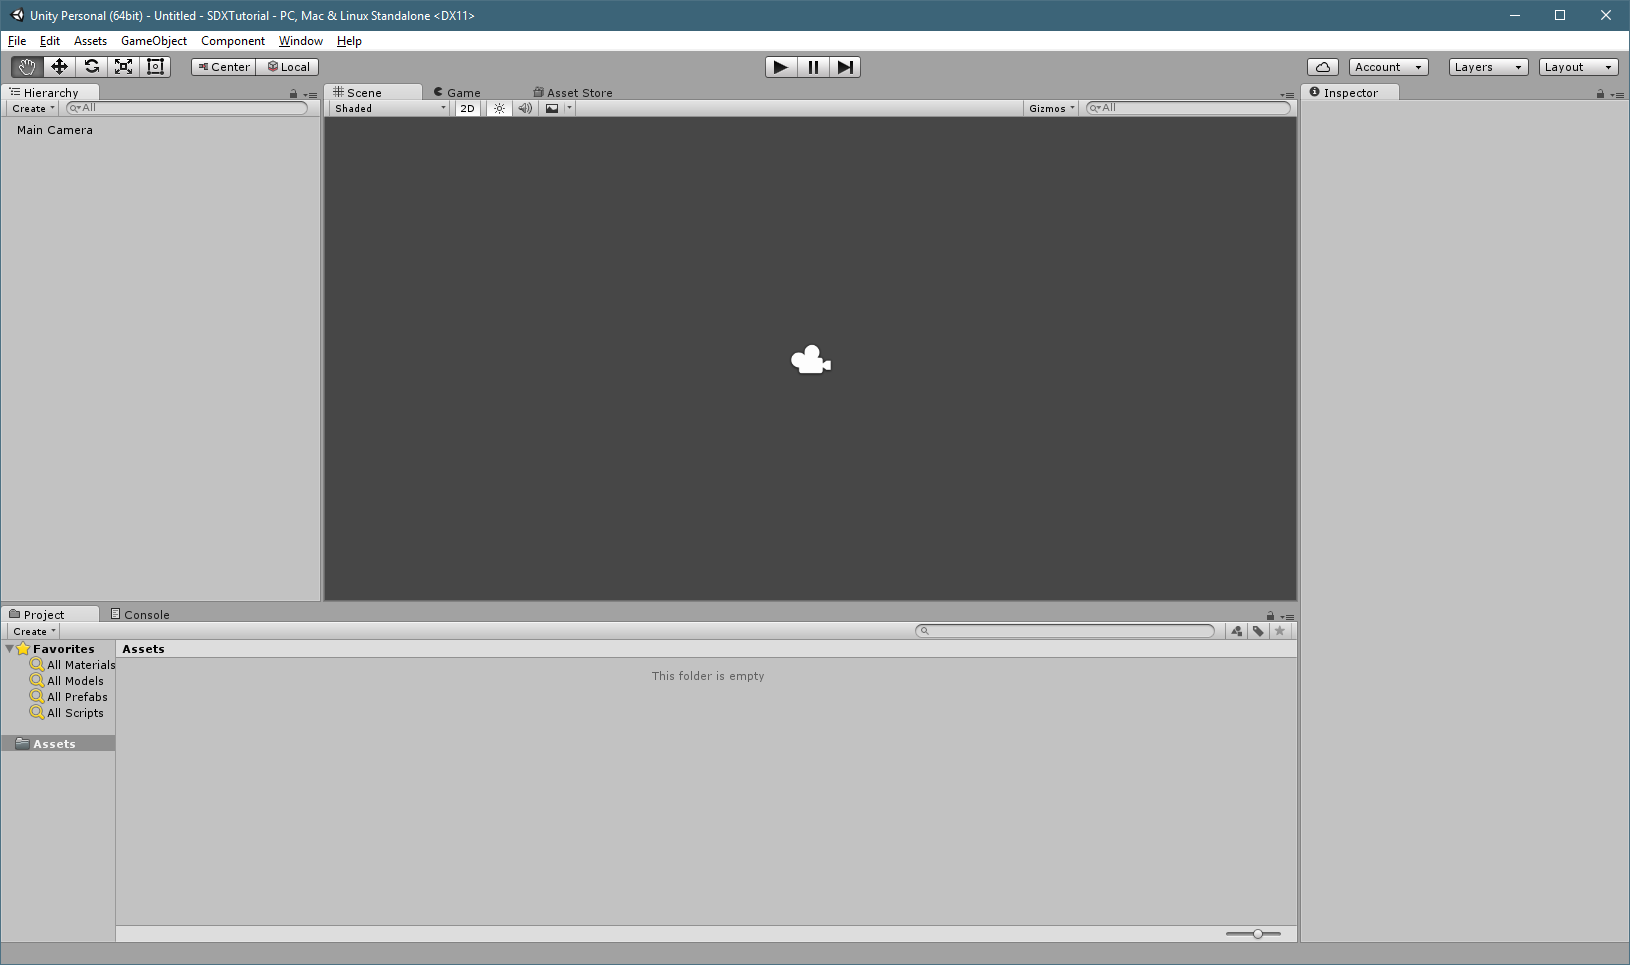 Unity Personal (64bit) - Untitled - SDXTutorial - PC, Mac & Linux Standalone <DX11>
File Edit Assets GameObject Component Window Help
Center Local Account Layers Layout
Hierarchy Scene Game Asset Store Inspector
Create All Shaded 2D Gizmos All
Main Camera
Project Console
Create
Favorites Assets
All Materials
This folder is empty
All Models
All Prefabs
All Scripts
Assets